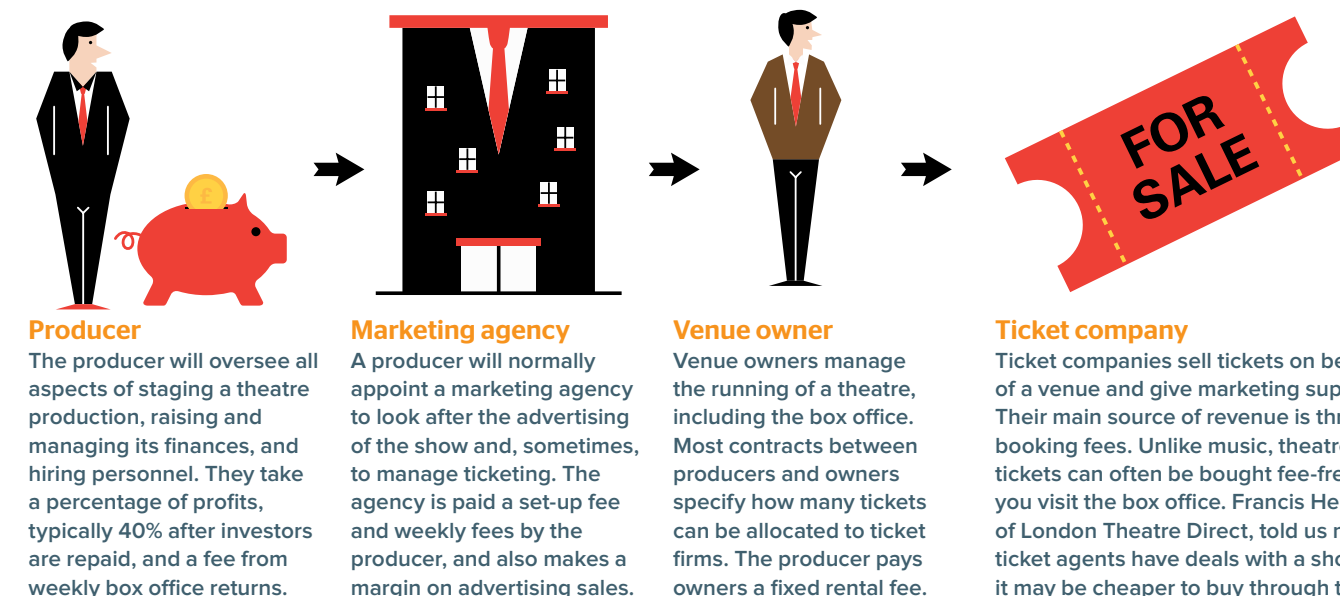 £
FOR
SALE
Producer
The producer will oversee all
aspects of staging a theatre
production, raising and
managing its finances, and
hiring personnel. They take
a percentage of profits,
typically 40% after investors
are repaid, and a fee from
weekly box office returns.
Marketing agency
A producer will normally
appoint a marketing agency
to look after the advertising
of the show and, sometimes,
to manage ticketing. The
agency is paid a set-up fee
and weekly fees by the
producer, and also makes a
margin on advertising sales.
Venue owner
Venue owners manage
the running of a theatre,
including the box office.
Most contracts between
producers and owners
specify how many tickets
can be allocated to ticket
firms. The producer pays
owners a fixed rental fee.
Ticket company
Ticket companies sell tickets on
of a venue and give marketing
Their main source of revenue is
booking fees. Unlike music,
tickets can often be bought
you visit the box office. Francis
of London Theatre Direct, told us
ticket agents have deals with a
it may be cheaper to buy through